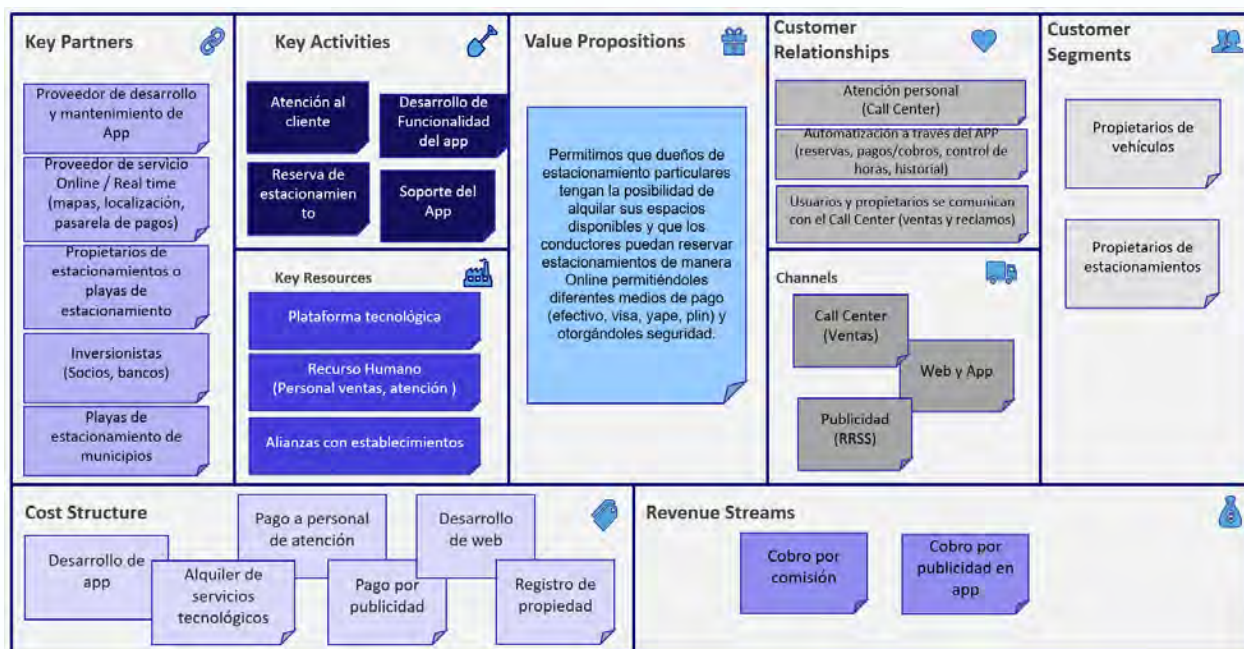 Key Partners
Proveedor de desarrollo
y mantenimiento de
App
Proveedor de servicio
Online / Real time
(mapas, localización,
pasarela de pagos)
Propietarios de
estacionamientos o
playas de
estacionamiento
Inversionistas
(Socios, bancos)
Playas de
estacionamiento de
municipios
Key Activities
Atención al
cliente
Desarrollo de
Funcionalidad
del app
Reserva de
estacionamien
to
Soporte del
App
Key Resources
Plataforma tecnológica
Recurso Humano
(Personal ventas, atención )
Alianzas con establecimientos
Value Propositions
Permitimos que dueños de
estacionamiento particulares
tengan la posibilidad de
alquilar sus espacios
disponibles y que los
conductores puedan reservar
estacionamientos de manera
Online permitiéndoles
diferentes medios de pago
(efectivo, visa, yape, plin) y
otorgándoles seguridad.
Customer
Relationships
Atención personal
(Call Center)
Automatización a través del APP
(reservas, pagos/cobros, control de
horas, historial)
Usuarios y propietarios se comunican
con el Call Center (ventas y reclamos)
Channels
Call Center
(Ventas)
Web y App
Publicidad
(RRSS)
Customer
Segments
Propietarios de
vehículos
Propietarios de
estacionamientos
Cost Structure
Desarrollo de
app
Pago a personal
de atención
Alquiler de
servicios
tecnológicos
Desarrollo
de web
Pago por
publicidad
Registro de
propiedad
Revenue Streams
Cobro por
comisión
Cobro por
publicidad en
app